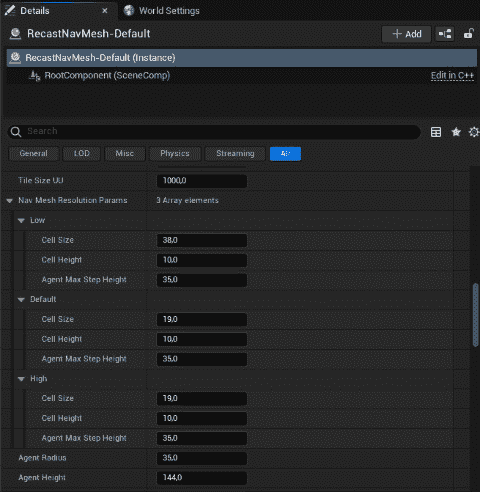 Details
World Settings
RecastNavMesh-Default
+ Add
RecastNavMesh-Default (Instance)
RootComponent (SceneComp)
Edit in C++
Search
General LOD Misc Physics Streaming All
Tile Size UU 1000,0
Nav Mesh Resolution Params 3 Array elements
Low
Cell Size 38,0
Cell Height 10,0
Agent Max Step Height 35,0
Default
Cell Size 19,0
Cell Height 10,0
Agent Max Step Height 35,0
High
Cell Size 19,0
Cell Height 10,0
Agent Max Step Height 35,0
Agent Radius 35,0
Agent Height 144,0